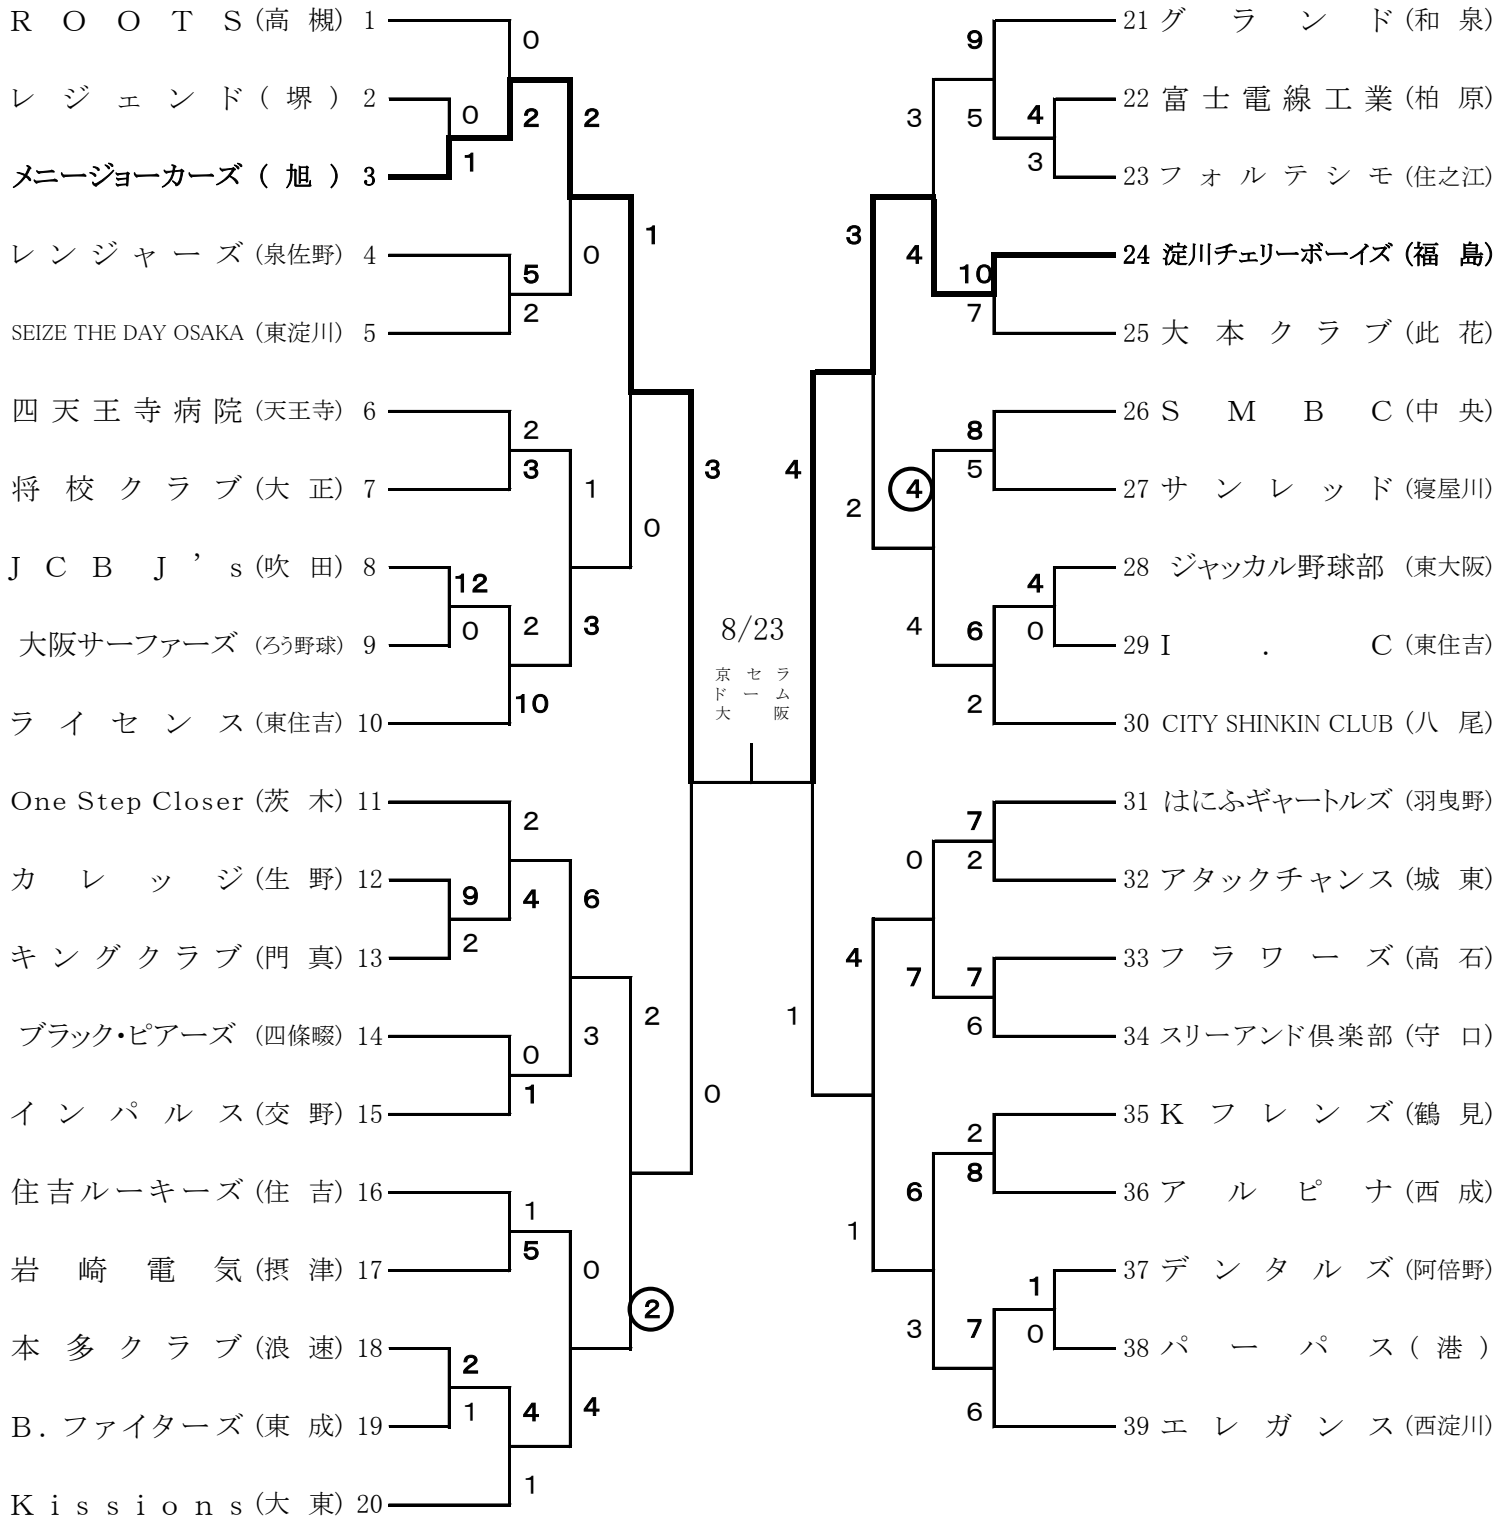 ROOTS (高槻) 1
0
レジェンド (堺) 2
0
2
2
メニージョーカーズ (旭) 3
1
1
レンジャーズ (泉佐野) 4
5
0
SEIZE THE DAY OSAKA (東淀川) 5
2
四天王寺病院 (天王寺) 6
2
3
将校クラブ (大正) 7
3
1
0
JCB J's (吹田) 8
12
大阪サーファーズ (ろう野球) 9
0
2
3
ライセンス (東住吉) 10
10
One Step Closer (茨木) 11
2
カレッジ (生野) 12
9
4
6
キングクラブ (門真) 13
2
ブラック・ピアーズ (四條畷) 14
0
3
2
インパルス (交野) 15
1
0
住吉ルーキーズ (住吉) 16
1
岩崎電気 (摂津) 17
5
0
2
本多クラブ (浪速) 18
2
B.ファイターズ (東成) 19
1
4
4
Kissions (大東) 20
1
8/23
京セラ
ドーム
大阪
21 グランド (和泉)
9
22 富士電線工業 (柏原)
4
5
3
23 フォルテシモ (住之江)
3
24 淀川チェリーボーイズ (福島)
10
4
3
25 大本クラブ (此花)
7
26 SMBC (中央)
8
4
27 サンレッド (寝屋川)
5
4
2
28 ジャッカル野球部 (東大阪)
4
29 I.C (東住吉)
0
6
4
30 CITY SHINKIN CLUB (八尾)
2
31 はにふギャートルズ (羽曳野)
7
0
32 アタックチャンス (城東)
2
33 フラワーズ (高石)
7
7
4
34 スリーアンド倶楽部 (守口)
6
1
35 Kフレンズ (鶴見)
2
36 アルピナ (西成)
8
6
1
37 デンタルズ (阿倍野)
1
38 パーパス (港)
0
7
3
39 エレガンス (西淀川)
6